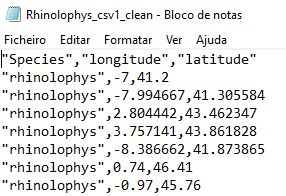 Rhinolophys_csv1_clean - Bloco de notas
Ficheiro Editar Formatar Ver Ajuda
"Species","longitude","latitude"
"rhinolophys",-7,41.2
"rhinolophys",-7.994667,41.305584
"rhinolophys",2.804442,43.462347
"rhinolophys",3.757141,43.861828
"rhinolophys",-8.386662,41.873865
"rhinolophys",0.74,46.41
"rhinolophys",-0.97,45.76